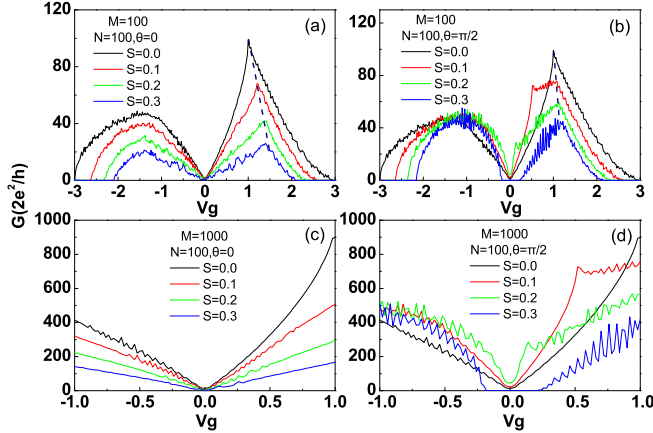 G(2e²/h)
(a)
M=100
N=100,θ=0
S=0.0
S=0.1
S=0.2
S=0.3
120
80
40
0
-3 -2 -1 0 1 2 3
Vg
(b)
M=100
N=100,θ=π/2
S=0.0
S=0.1
S=0.2
S=0.3
120
80
40
0
-3 -2 -1 0 1 2 3
Vg
(c)
M=1000
N=100,θ=0
S=0.0
S=0.1
S=0.2
S=0.3
1000
800
600
400
200
0
-1.0 -0.5 0.0 0.5 1.0
Vg
(d)
M=1000
N=100,θ=π/2
S=0.0
S=0.1
S=0.2
S=0.3
1000
800
600
400
200
0
-1.0 -0.5 0.0 0.5 1.0
Vg